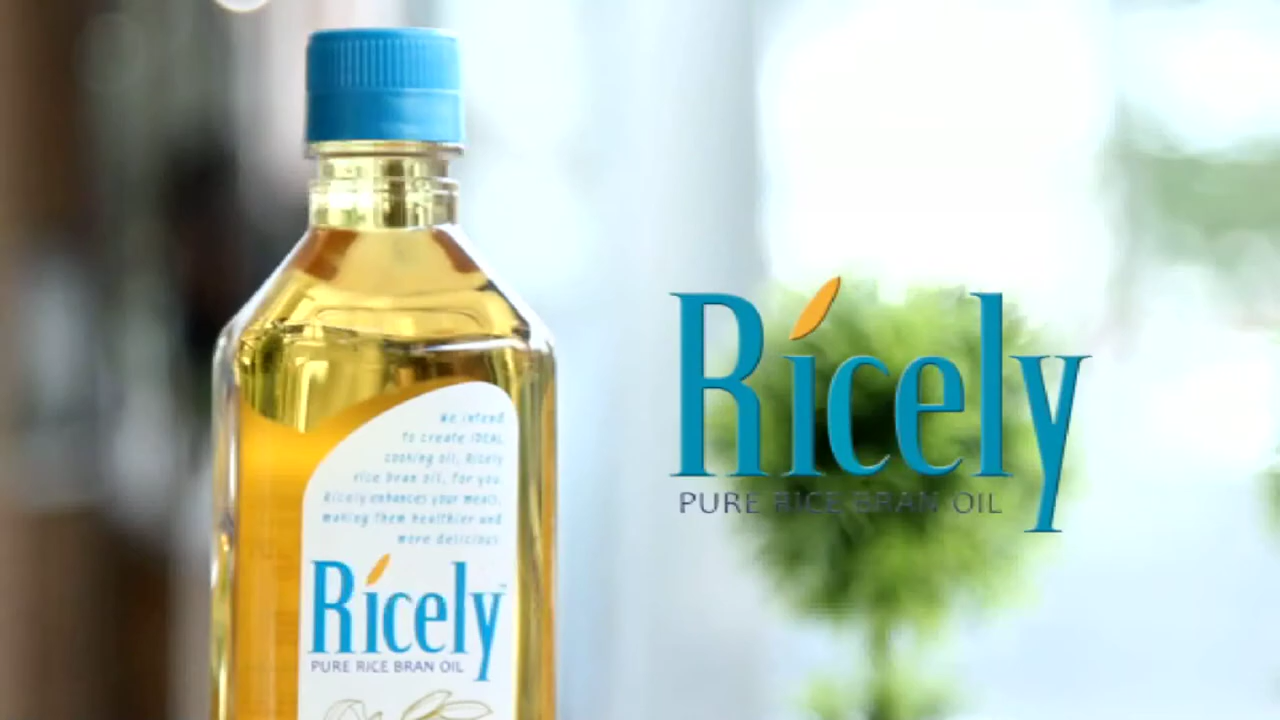 We intend
to create IDEAL
cooking oil, Ricely
rice bran oil, for you.
Ricely enhances your meals,
making them healthier and
more delicious.
Ricely
PURE RICE BRAN OIL
Ricely
PURE RICE BRAN OIL